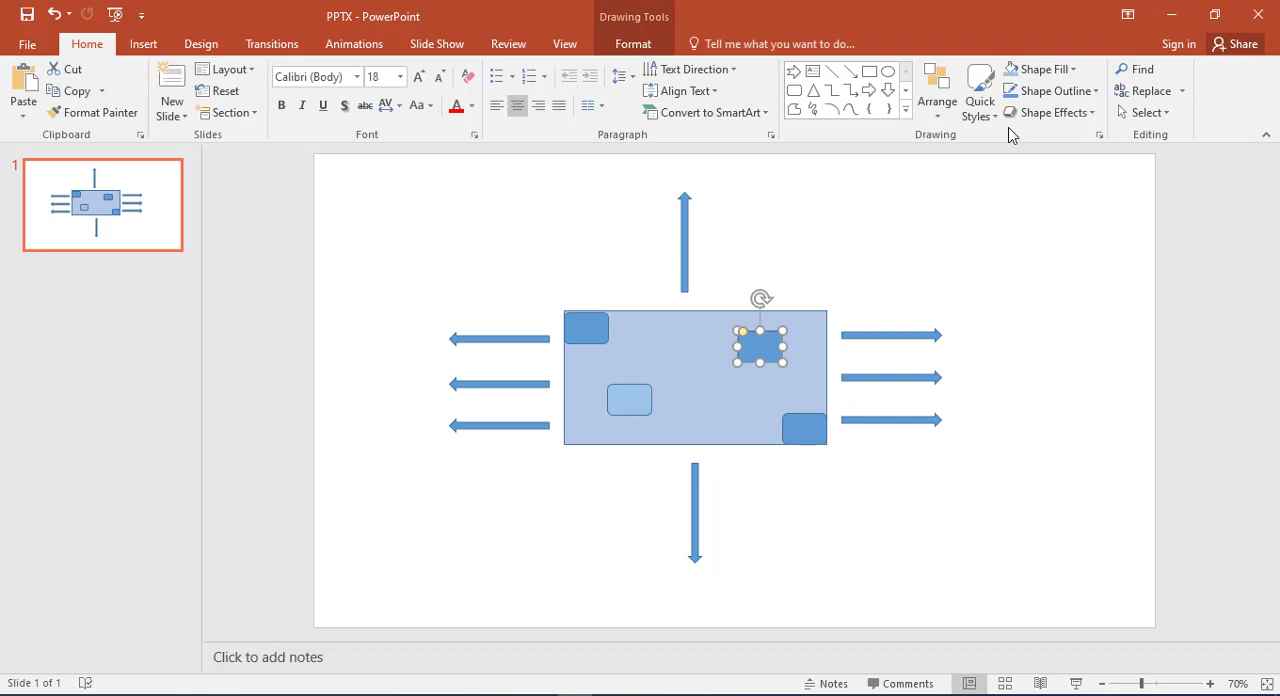 PPTX - PowerPoint
Drawing Tools
File
Home
Insert
Design
Transitions
Animations
Slide Show
Review
View
Format
Tell me what you want to do...
Sign in
Share
Paste
Cut
Copy
Format Painter
Clipboard
New
Slide
Layout
Reset
Section
Slides
Calibri (Body)
18
B I U S abc AV Aa A
Font
Text Direction
Align Text
Convert to SmartArt
Paragraph
Arrange
Quick
Styles
Shape Fill
Shape Outline
Shape Effects
Drawing
Find
Replace
Select
Editing
1
Click to add notes
Slide 1 of 1
Notes
Comments
70%